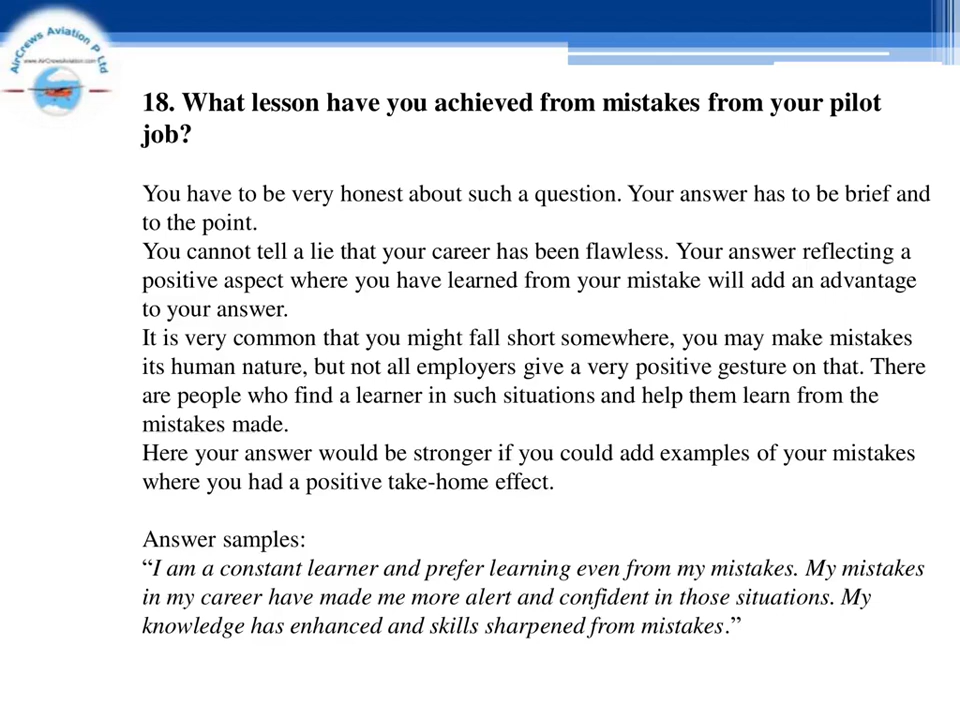 AirCrews Aviation P Ltd
www.AirCrewsAviation.com
18. What lesson have you achieved from mistakes from your pilot
job?
You have to be very honest about such a question. Your answer has to be brief and
to the point.
You cannot tell a lie that your career has been flawless. Your answer reflecting a
positive aspect where you have learned from your mistake will add an advantage
to your answer.
It is very common that you might fall short somewhere, you may make mistakes
its human nature, but not all employers give a very positive gesture on that. There
are people who find a learner in such situations and help them learn from the
mistakes made.
Here your answer would be stronger if you could add examples of your mistakes
where you had a positive take-home effect.
Answer samples:
“I am a constant learner and prefer learning even from my mistakes. My mistakes
in my career have made me more alert and confident in those situations. My
knowledge has enhanced and skills sharpened from mistakes.”